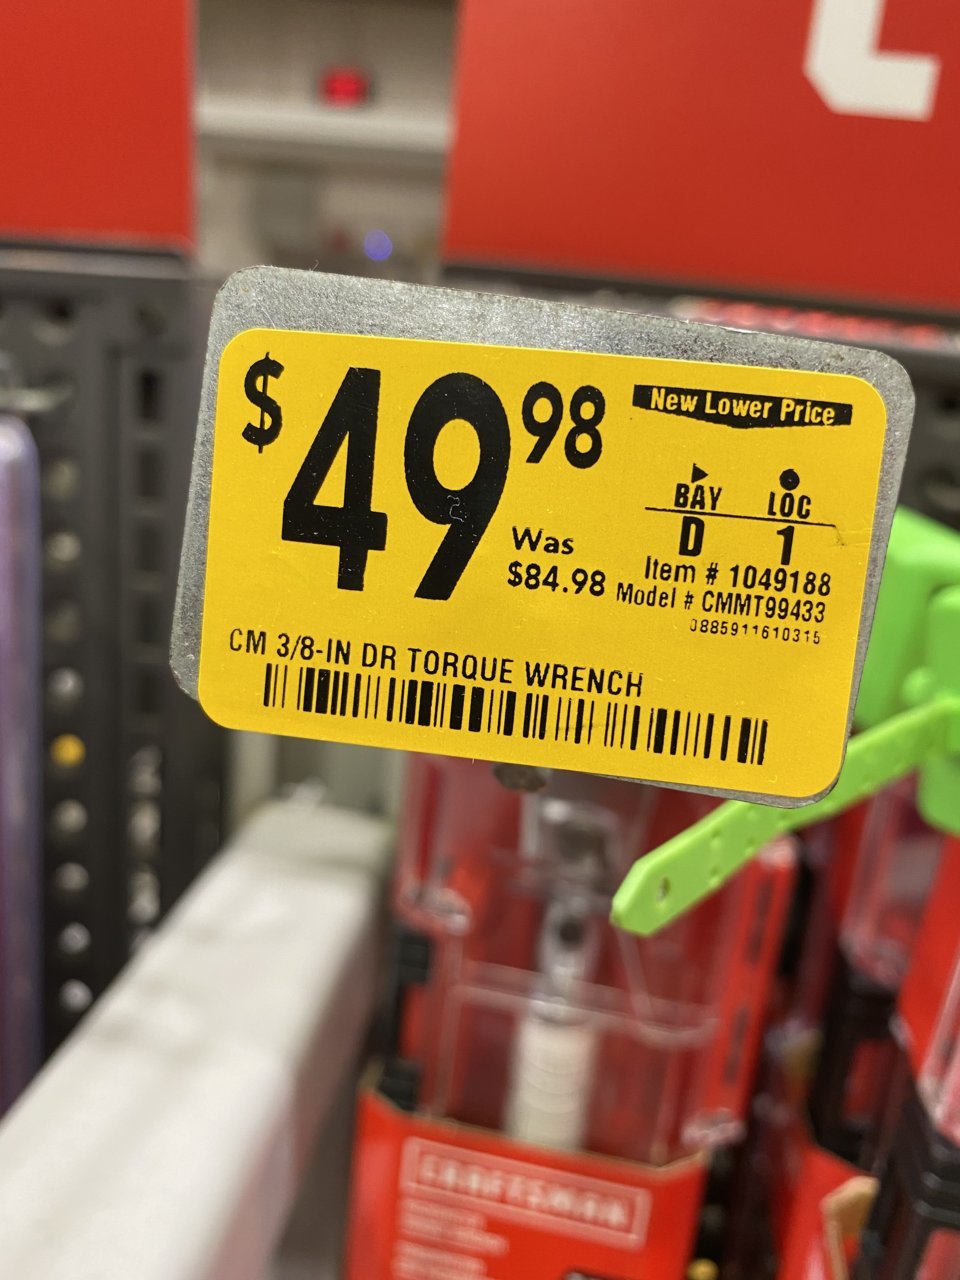 $49 98
New Lower Price
BAY LOC
D 1
Was
$84.98
Item # 1049188
Model # CMMT99433
0885911610315
CM 3/8-IN DR TORQUE WRENCH
CRAFTSMAN